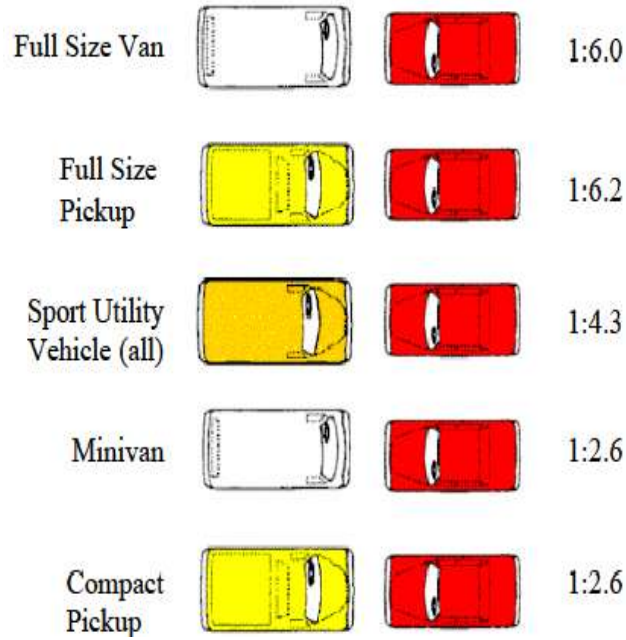 Full Size Van 1:6.0
Full Size
Pickup 1:6.2
Sport Utility
Vehicle (all) 1:4.3
Minivan 1:2.6
Compact
Pickup 1:2.6